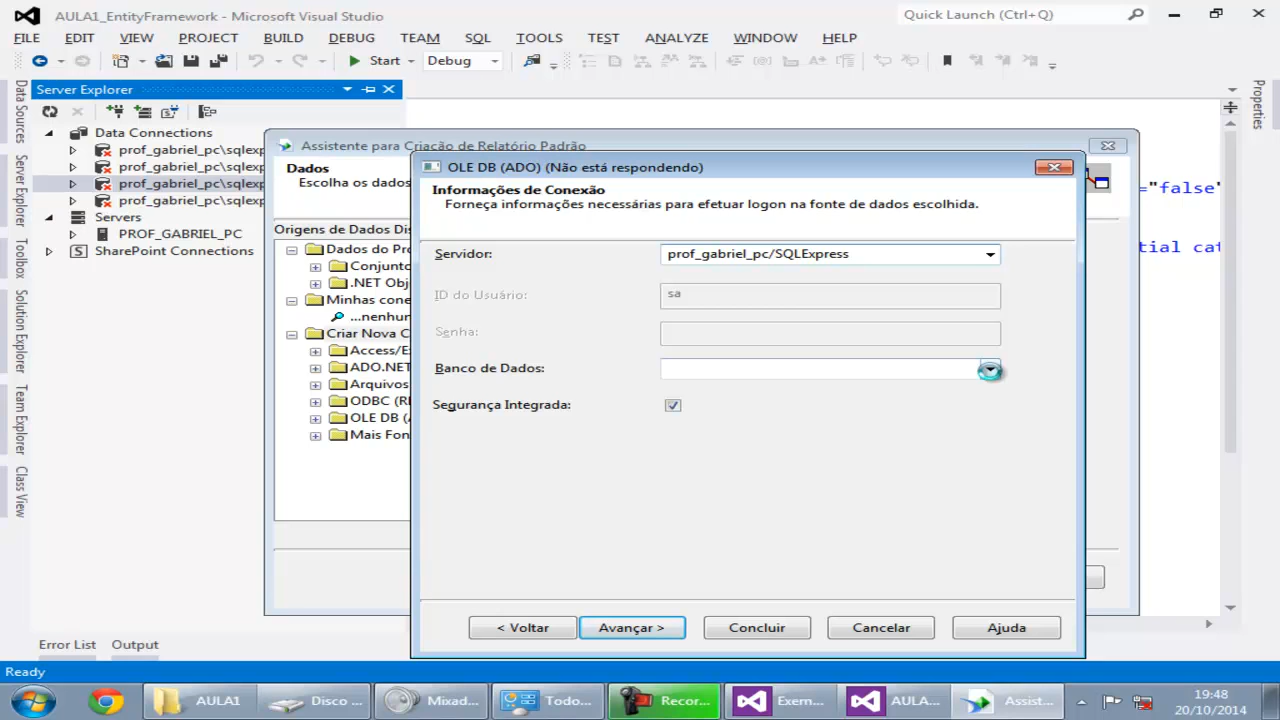 AULA1_EntityFramework - Microsoft Visual Studio
Quick Launch (Ctrl+Q)
FILE EDIT VIEW PROJECT BUILD DEBUG TEAM SQL TOOLS TEST ANALYZE WINDOW HELP
Start Debug
Server Explorer
Data Connections
prof_gabriel_pc\sqlexp
prof_gabriel_pc\sqlexp
prof_gabriel_pc\sqlexp
prof_gabriel_pc\sqlexp
Servers
PROF_GABRIEL_PC
SharePoint Connections
Data Sources
Server Explorer
Toolbox
Solution Explorer
Team Explorer
Class View
Properties
="false"
tial cat
Assistente para Criação de Relatório Padrão
Dados
Escolha os dados
Origens de Dados Dis
Dados do Pro
Conjunto
.NET Obj
Minhas cone
...nenhun
Criar Nova C
Access/Ex
ADO.NET
Arquivos
ODBC (RI
OLE DB (A
Mais Fon
OLE DB (ADO) (Não está respondendo)
Informações de Conexão
Forneça informações necessárias para efetuar logon na fonte de dados escolhida.
Servidor: prof_gabriel_pc/SQLExpress
ID do Usuário: sa
Senha:
Banco de Dados:
Segurança Integrada:
< Voltar Avançar > Concluir Cancelar Ajuda
Error List Output
Ready
AULA1 Disco ... Mixad... Todo... Recor... Exem... AULA... Assist...
19:48
20/10/2014